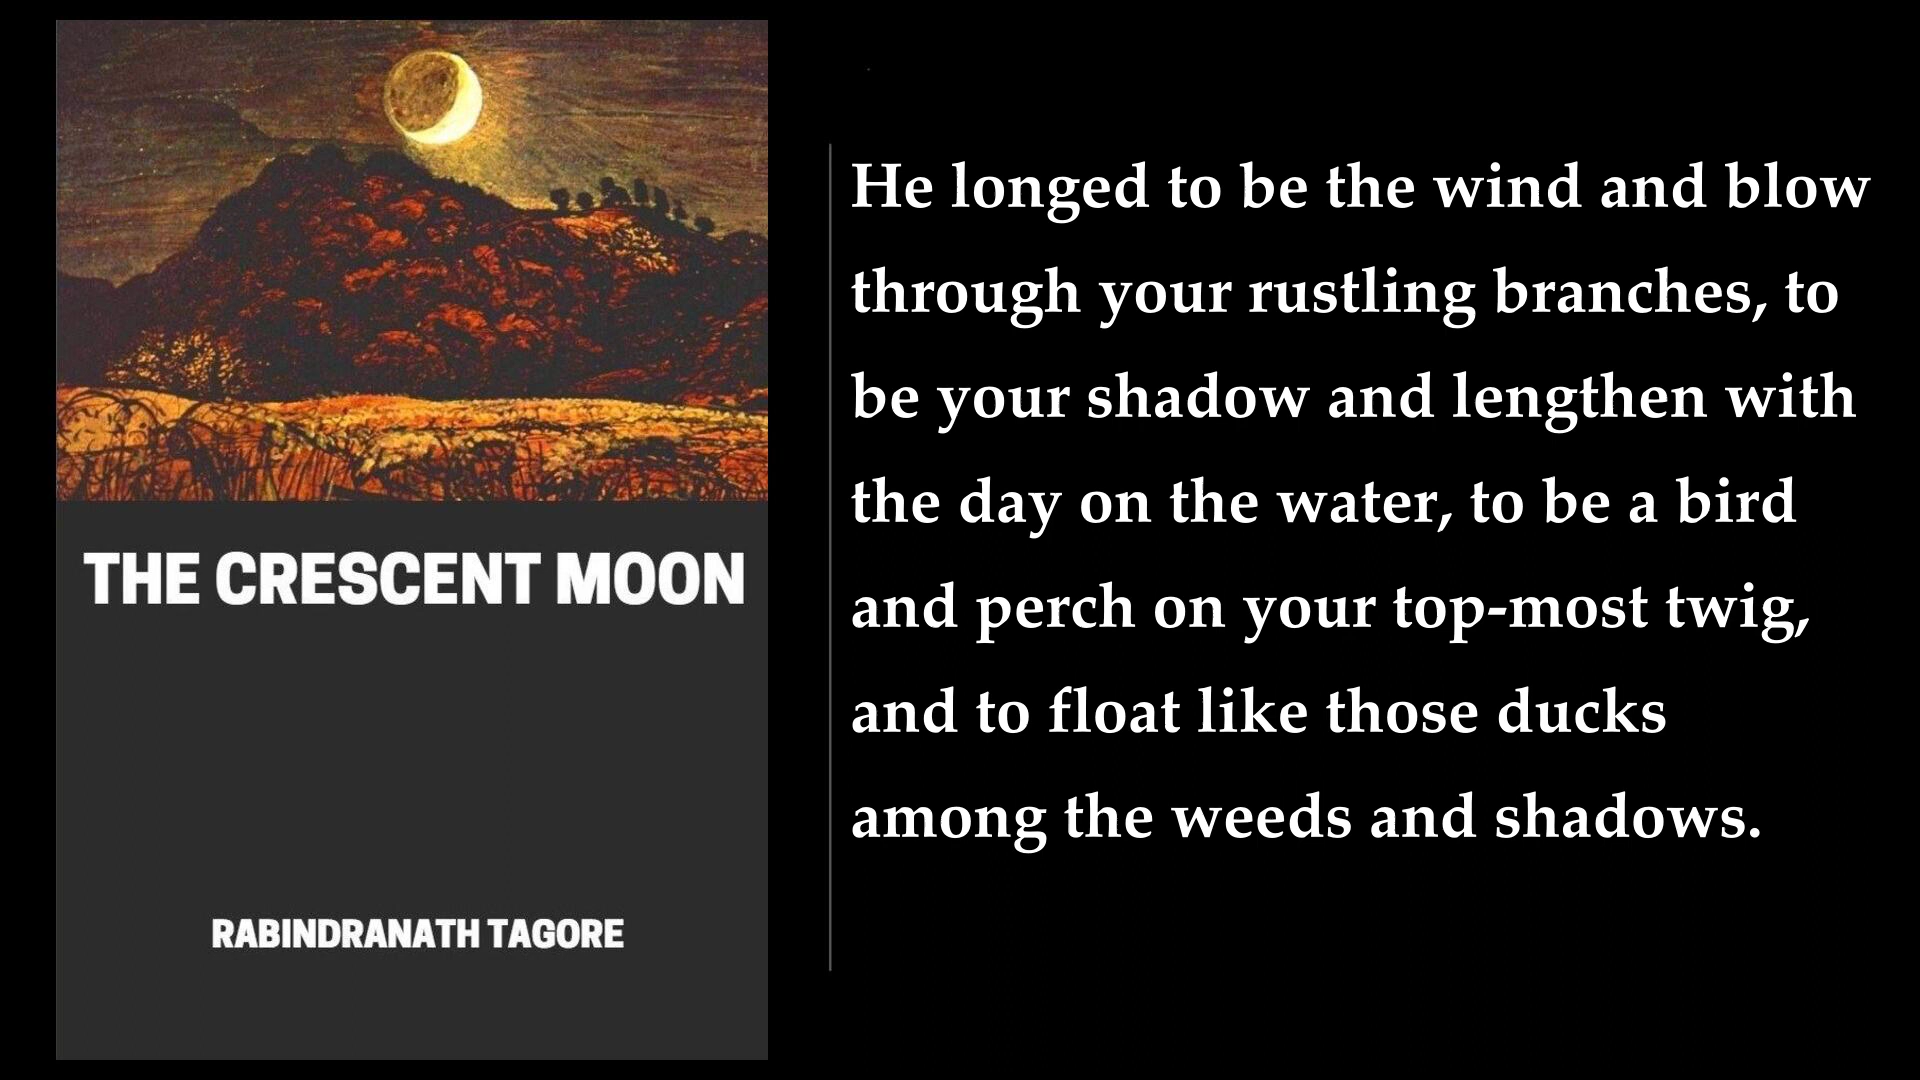 THE CRESCENT MOON
RABINDRANATH TAGORE
He longed to be the wind and blow
through your rustling branches, to
be your shadow and lengthen with
the day on the water, to be a bird
and perch on your top-most twig,
and to float like those ducks
among the weeds and shadows.